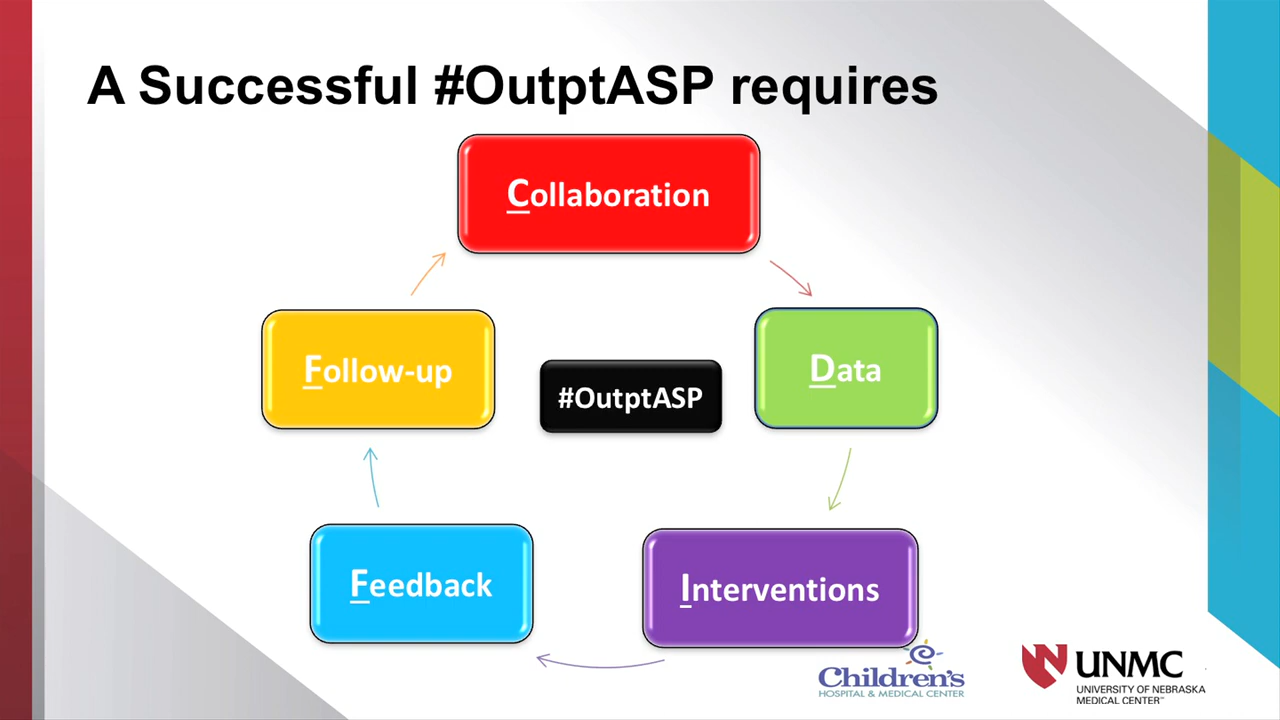 A Successful #OutptASP requires
Collaboration
Follow-up
#OutptASP
Data
Feedback
Interventions
Children's
HOSPITAL & MEDICAL CENTER
UNMC
UNIVERSITY OF NEBRASKA
MEDICAL CENTER™